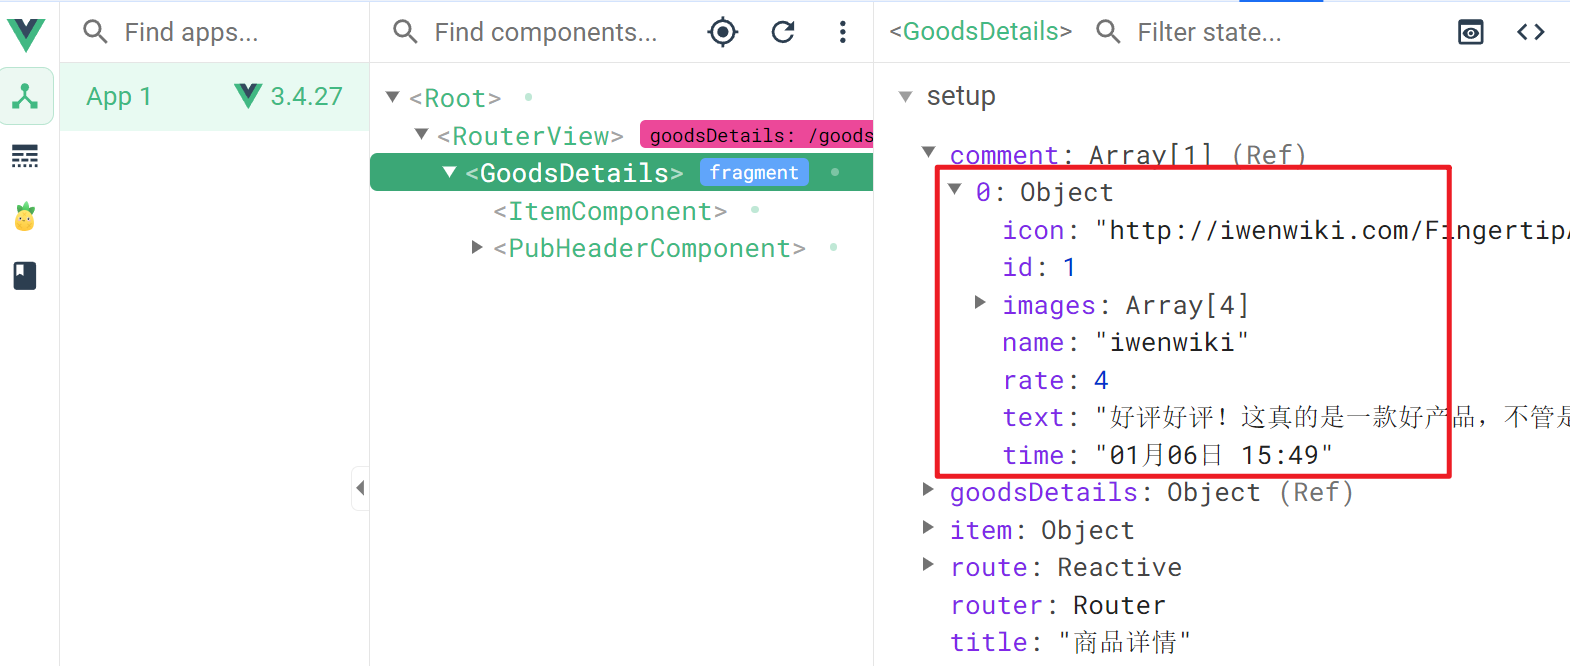 Find apps...
App 1
3.4.27
Find components...
<Root>
<RouterView> goodsDetails: /goods
<GoodsDetails> fragment
<ItemComponent>
<PubHeaderComponent>
<GoodsDetails> Filter state...
setup
comment: Array[1] (Ref)
0: Object
icon: "http://iwenwiki.com/Fingertip
id: 1
images: Array[4]
name: "iwenwiki"
rate: 4
text: "好评好评！这真的是一款好产品，不管是
time: "01月06日 15:49"
goodsDetails: Object (Ref)
item: Object
route: Reactive
router: Router
title: "商品详情"